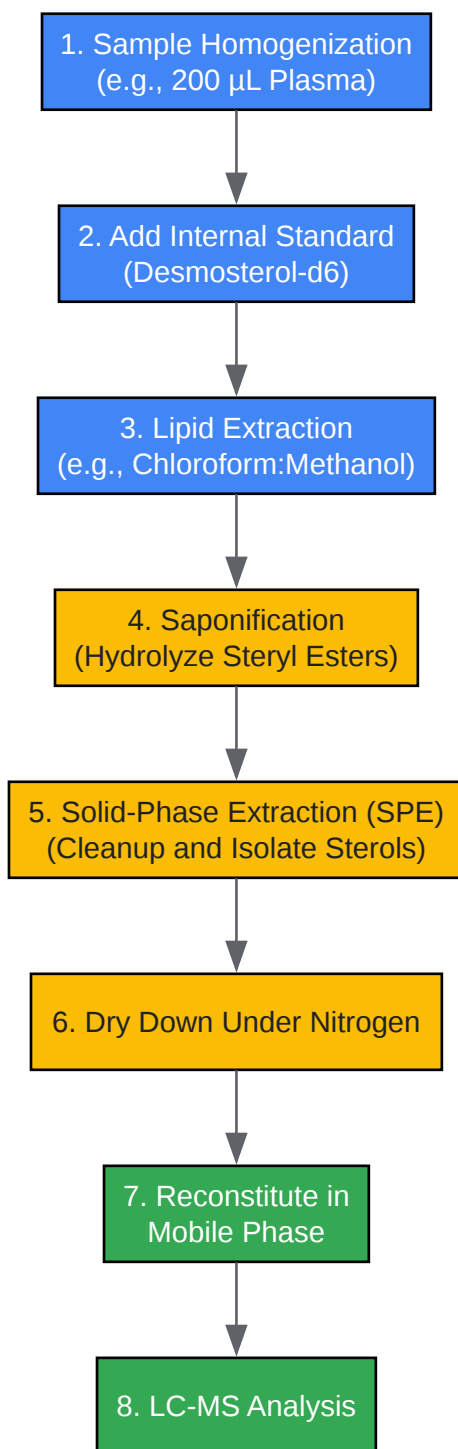 1. Sample Homogenization
(e.g., 200 µL Plasma)
2. Add Internal Standard
(Desmosterol-d6)
3. Lipid Extraction
(e.g., Chloroform:Methanol)
4. Saponification
(Hydrolyze Steryl Esters)
5. Solid-Phase Extraction (SPE)
(Cleanup and Isolate Sterols)
6. Dry Down Under Nitrogen
7. Reconstitute in
Mobile Phase
8. LC-MS Analysis